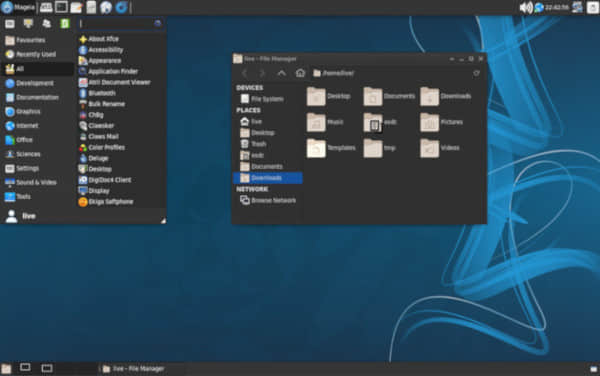 Mageia
22:42:56
Favourites
Recently Used
All
Development
Documentation
Graphics
Internet
Office
Sciences
Settings
Sound & Video
Tools
live
About Xfce
Accessibility
Appearance
Application Finder
Atril Document Viewer
Bluetooth
Bulk Rename
Clawsker
Claws Mail
Color Profiles
Deluge
Desktop
DigiDoc4 Client
Display
Ekiga Softphone
live - File Manager
/home/live/
DEVICES
File System
PLACES
live
Desktop
Trash
Documents
Downloads
NETWORK
Browse Network
Desktop
Documents
Downloads
Music
Pictures
Templates
tmp
Videos
live - File Manager